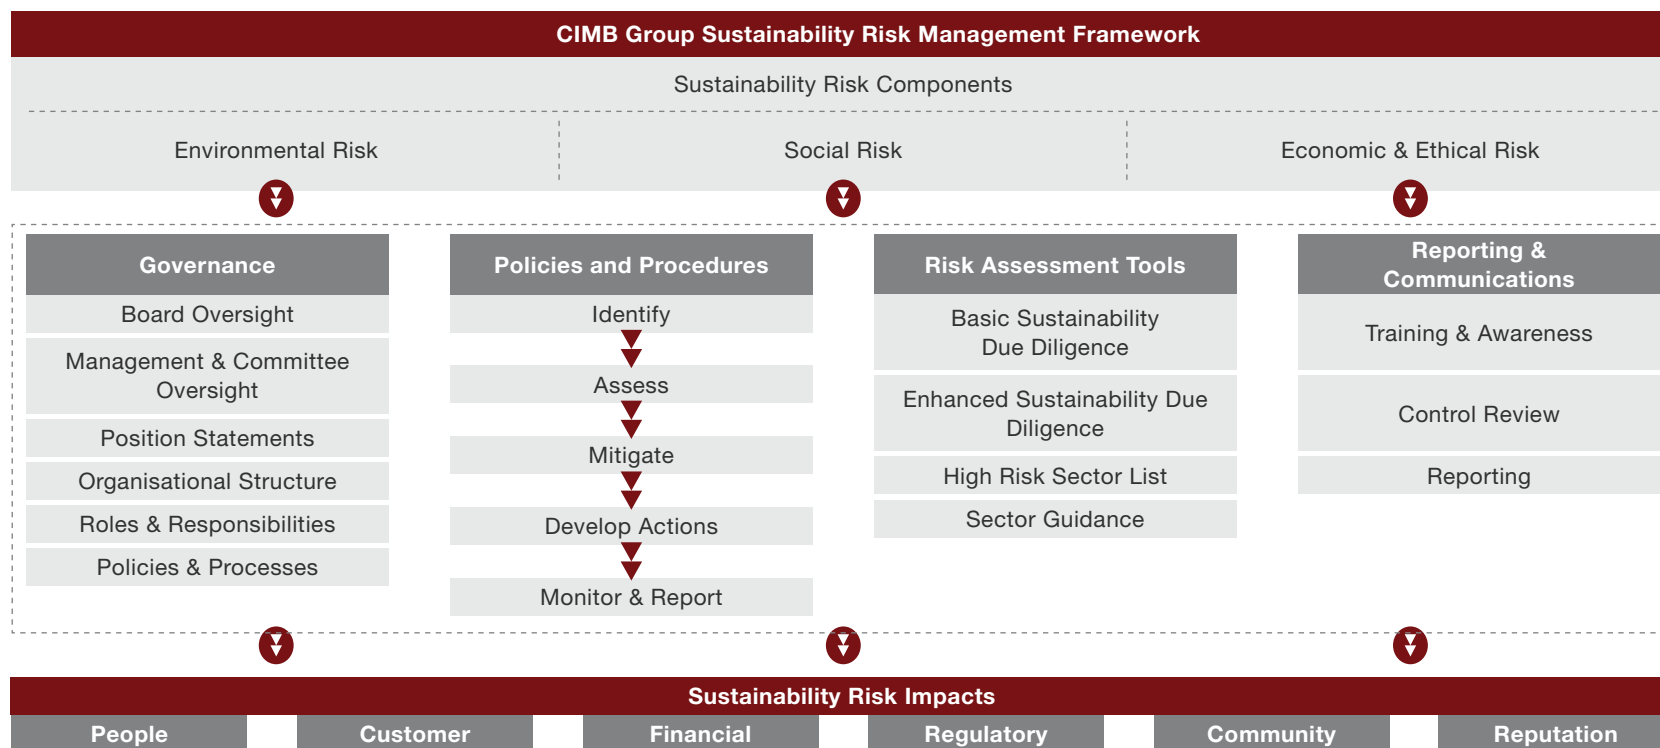 CIMB Group Sustainability Risk Management Framework
Sustainability Risk Components
Environmental Risk
Social Risk
Economic & Ethical Risk
Governance
Board Oversight
Management & Committee
Oversight
Position Statements
Organisational Structure
Roles & Responsibilities
Policies & Processes
Policies and Procedures
Identify
Assess
Mitigate
Develop Actions
Monitor & Report
Risk Assessment Tools
Basic Sustainability
Due Diligence
Enhanced Sustainability Due
Diligence
High Risk Sector List
Sector Guidance
Reporting &
Communications
Training & Awareness
Control Review
Reporting
Sustainability Risk Impacts
People
Customer
Financial
Regulatory
Community
Reputation